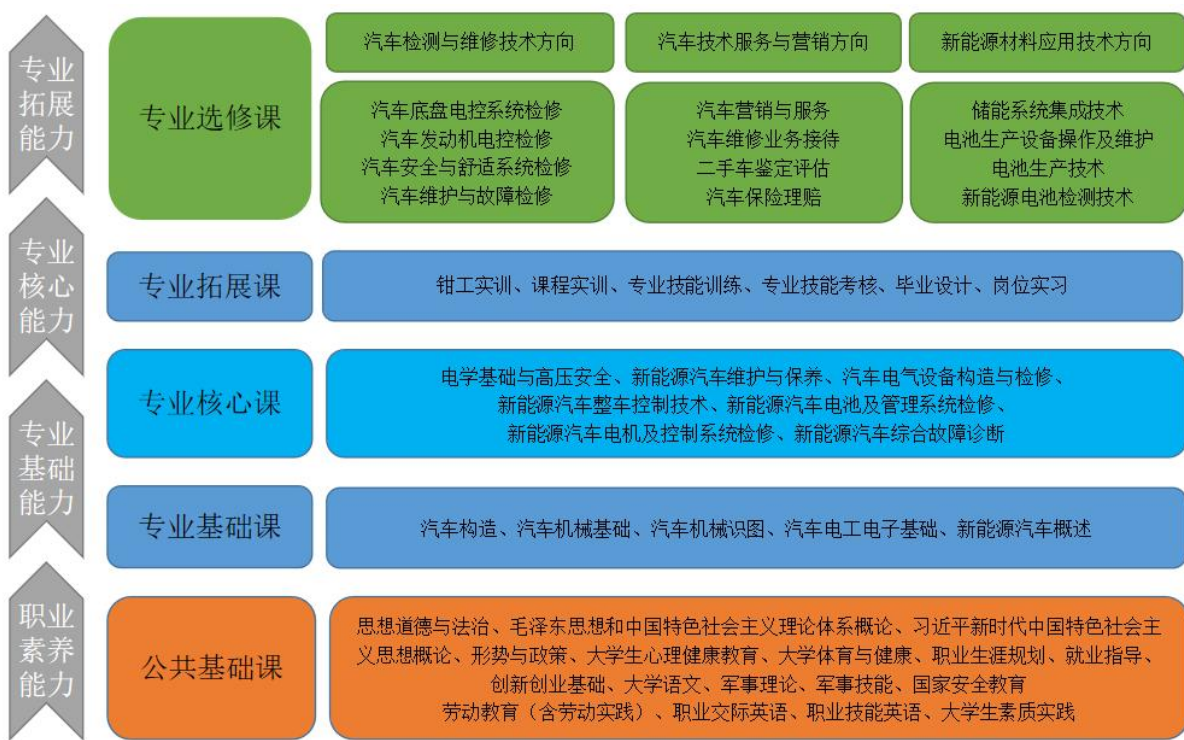 专业
拓展
能力
专业选修课
汽车检测与维修技术方向
汽车技术服务与营销方向
新能源材料应用技术方向
汽车底盘电控系统检修
汽车发动机电控检修
汽车安全与舒适系统检修
汽车维护与故障检修
汽车营销与服务
汽车维修业务接待
二手车鉴定评估
汽车保险理赔
储能系统集成技术
电池生产设备操作及维护
电池生产技术
新能源电池检测技术
专业
核心
能力
专业拓展课
钳工实训、课程实训、专业技能训练、专业技能考核、毕业设计、岗位实习
专业核心课
电学基础与高压安全、新能源汽车维护与保养、汽车电气设备构造与检修、
新能源汽车整车控制技术、新能源汽车电池及管理系统检修、
新能源汽车电机及控制系统检修、新能源汽车综合故障诊断
专业
基础
能力
专业基础课
汽车构造、汽车机械基础、汽车机械识图、汽车电工电子基础、新能源汽车概述
职业
素养
能力
公共基础课
思想道德与法治、毛泽东思想和中国特色社会主义理论体系概论、习近平新时代中国特色社会主
义思想概论、形势与政策、大学生心理健康教育、大学体育与健康、职业生涯规划、就业指导、
创新创业基础、大学语文、军事理论、军事技能、国家安全教育
劳动教育（含劳动实践）、职业交际英语、职业技能英语、大学生素质实践